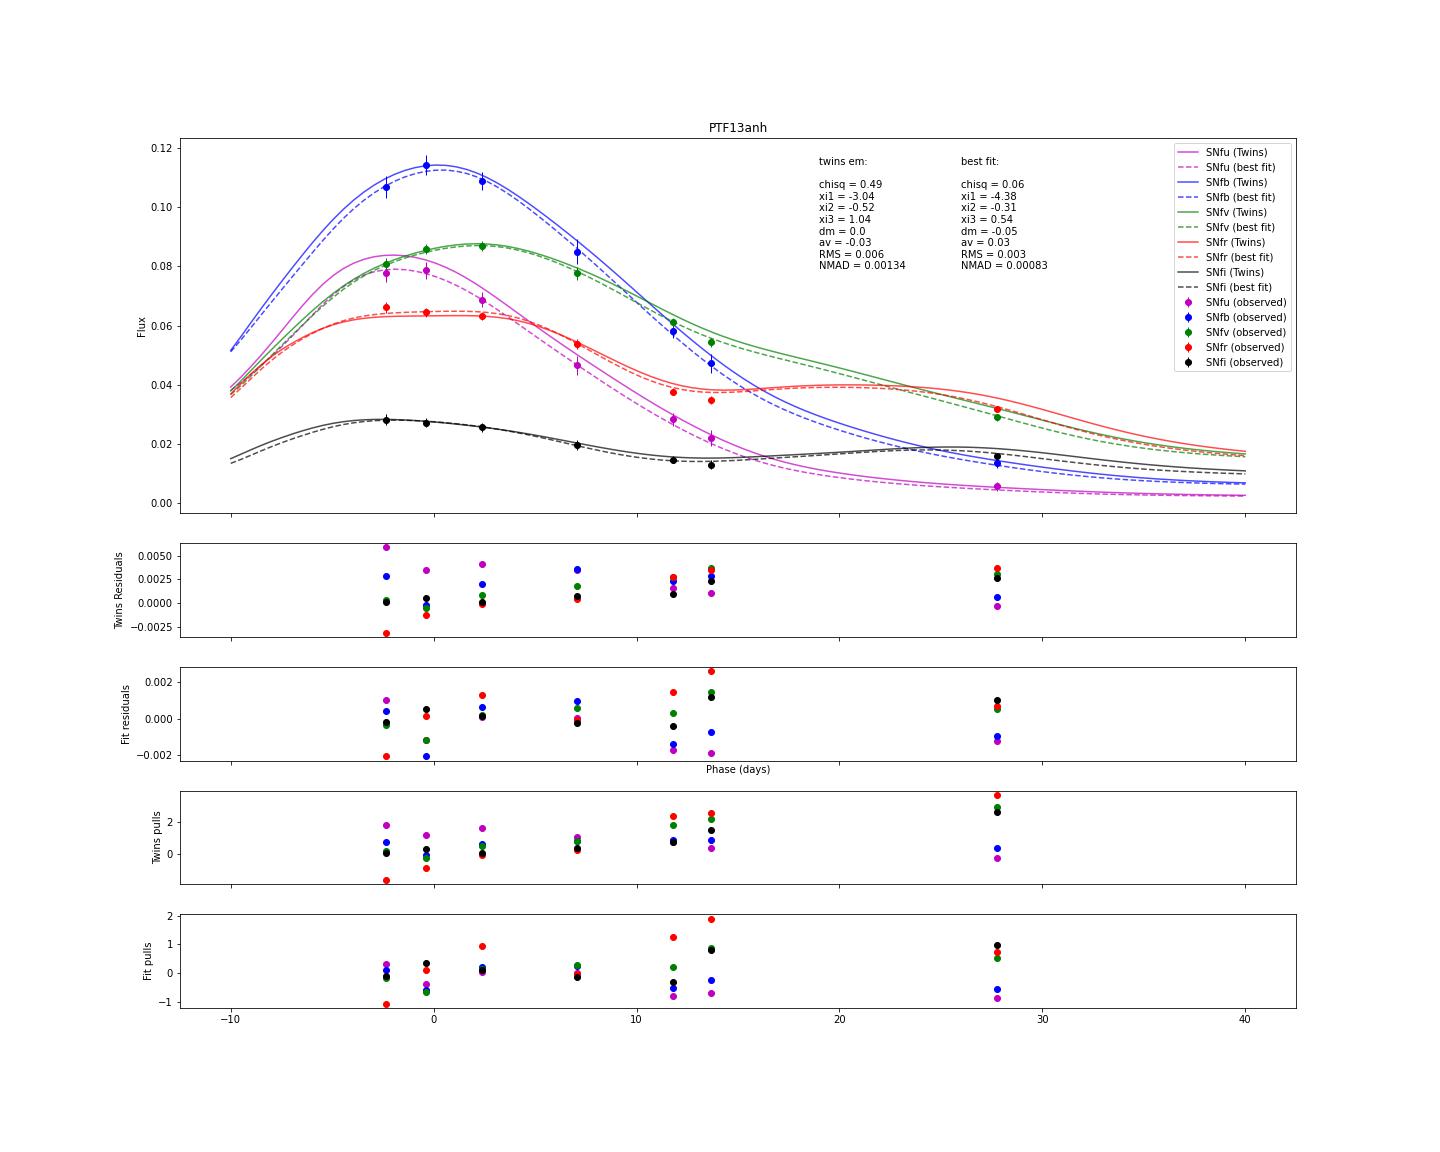 PTF13anh
Flux
0.12
0.10
0.08
0.06
0.04
0.02
0.00
twins em:
chisq = 0.49
xi1 = -3.04
xi2 = -0.52
xi3 = 1.04
dm = 0.0
av = -0.03
RMS = 0.006
NMAD = 0.00134
best fit:
chisq = 0.06
xi1 = -4.38
xi2 = -0.31
xi3 = 0.54
dm = -0.05
av = 0.03
RMS = 0.003
NMAD = 0.00083
SNfu (Twins)
SNfu (best fit)
SNfb (Twins)
SNfb (best fit)
SNfv (Twins)
SNfv (best fit)
SNfr (Twins)
SNfr (best fit)
SNfi (Twins)
SNfi (best fit)
SNfu (observed)
SNfb (observed)
SNfv (observed)
SNfr (observed)
SNfi (observed)
Twins Residuals
0.0050
0.0025
0.0000
−0.0025
Fit residuals
0.002
0.000
−0.002
Phase (days)
Twins pulls
2
0
Fit pulls
2
1
0
−1
−10
0
10
20
30
40